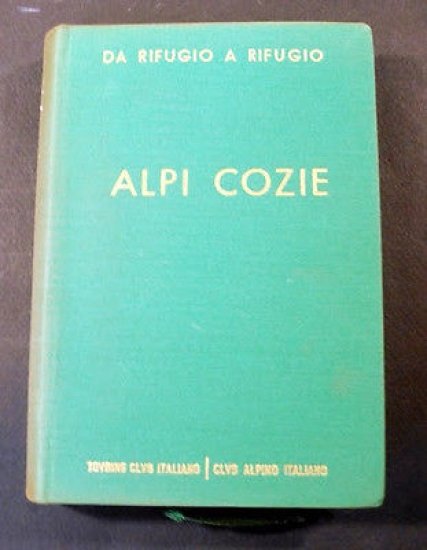 DA RIFUGIO A RIFUGIO
ALPI COZIE
TOVRING CLVB ITALIANO | CLVB ALPINO ITALIANO